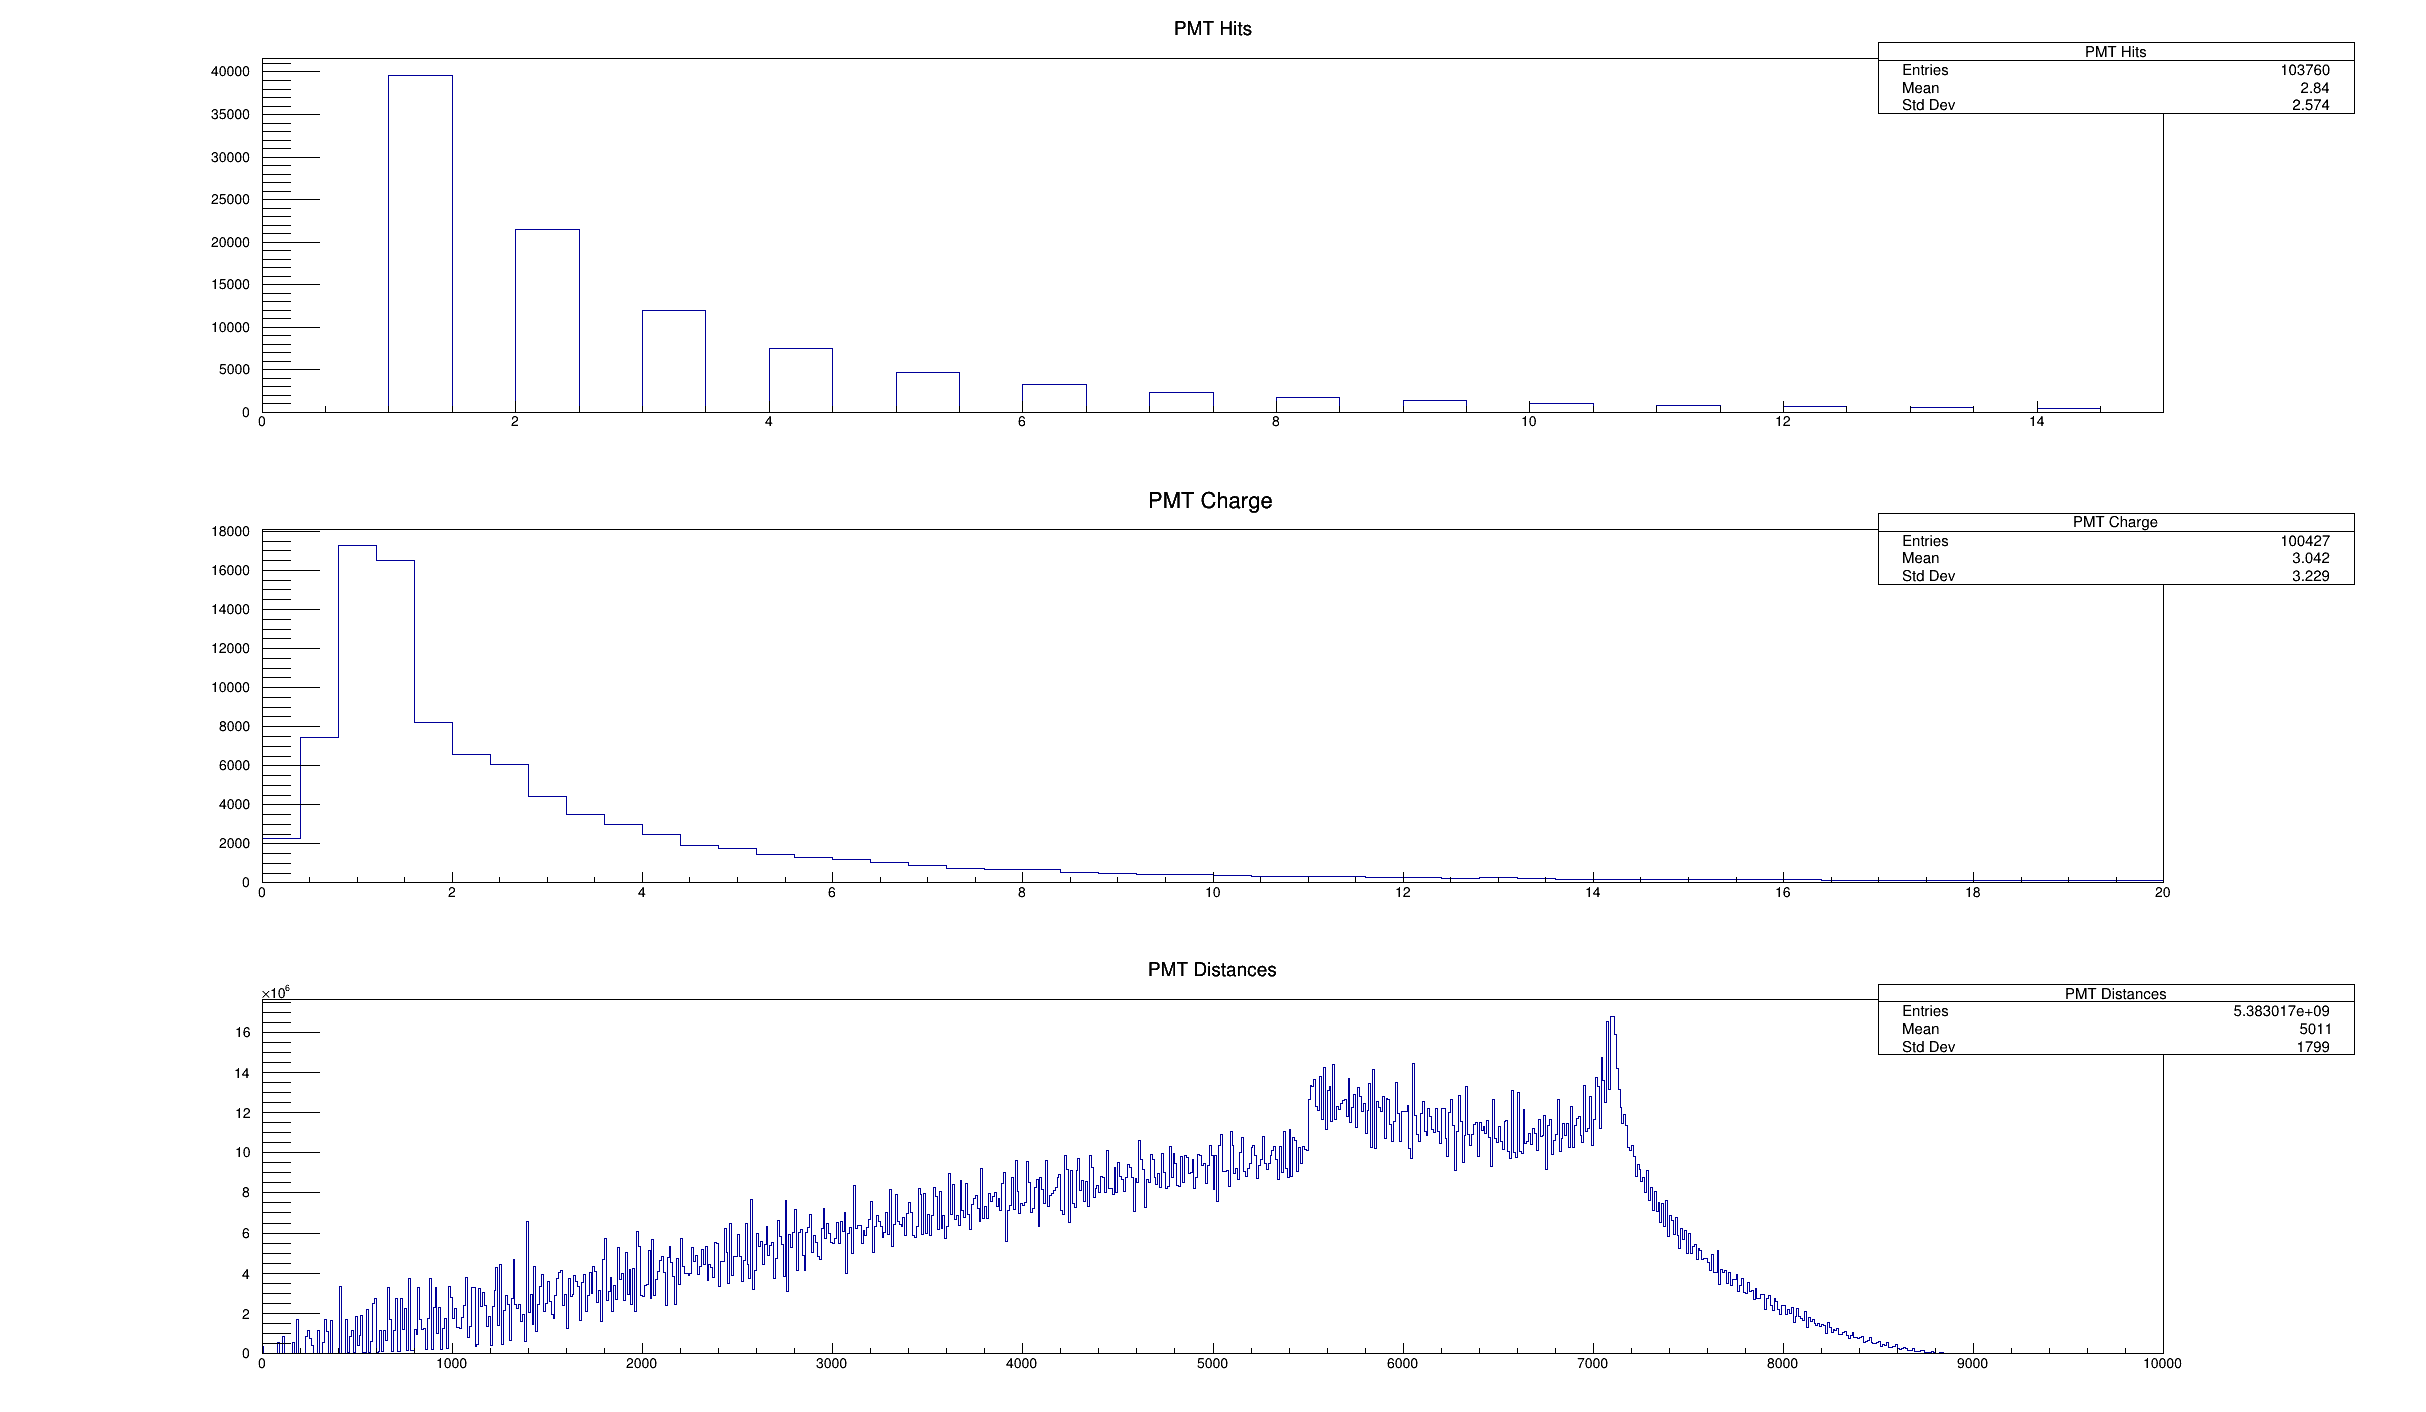 PMT Hits
PMT Hits
Entries 103760
Mean 2.84
Std Dev 2.574
40000
35000
30000
25000
20000
15000
10000
5000
0
0 2 4 6 8 10 12 14
PMT Charge
PMT Charge
Entries 100427
Mean 3.042
Std Dev 3.229
18000
16000
14000
12000
10000
8000
6000
4000
2000
0
0 2 4 6 8 10 12 14 16 18 20
PMT Distances
PMT Distances
Entries 5.383017e+09
Mean 5011
Std Dev 1799
×10⁶
16
14
12
10
8
6
4
2
0
0 1000 2000 3000 4000 5000 6000 7000 8000 9000 10000